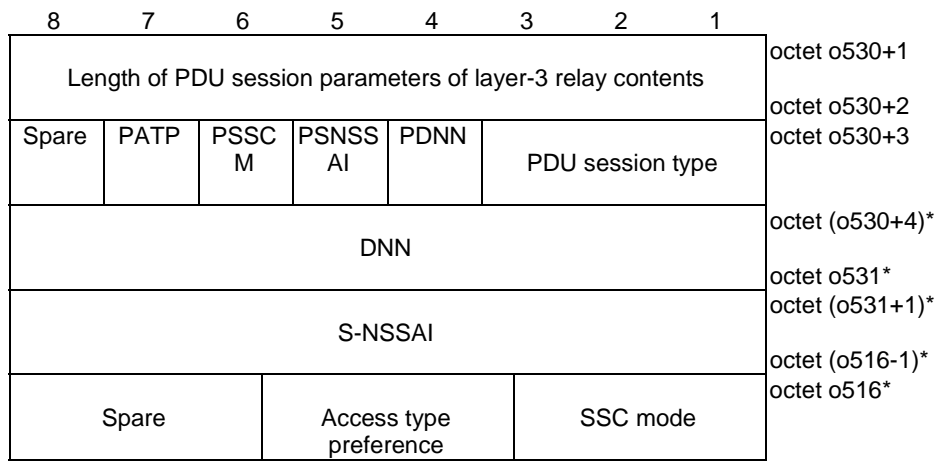 8 7 6 5 4 3 2 1
Length of PDU session parameters of layer-3 relay contents
octet o530+1
octet o530+2
Spare PATP PSSC PSNSS PDNN PDU session type octet o530+3
M AI
DNN
octet (o530+4)*
octet o531*
S-NSSAI
octet (o531+1)*
octet (o516-1)*
Spare Access type SSC mode octet o516*
preference